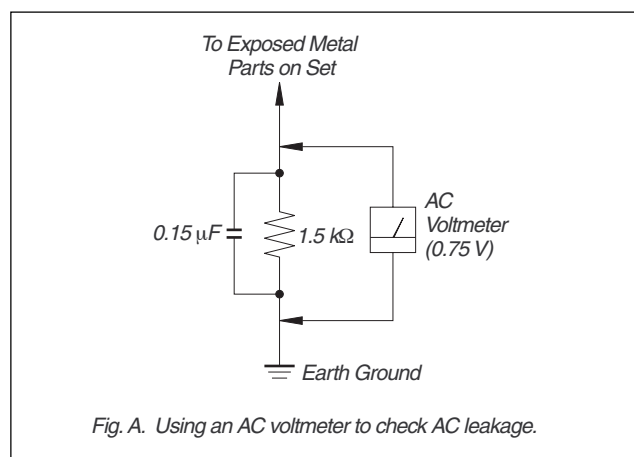 To Exposed Metal
Parts on Set
0.15 μF
1.5 kΩ
AC
Voltmeter
(0.75 V)
Earth Ground
Fig. A. Using an AC voltmeter to check AC leakage.